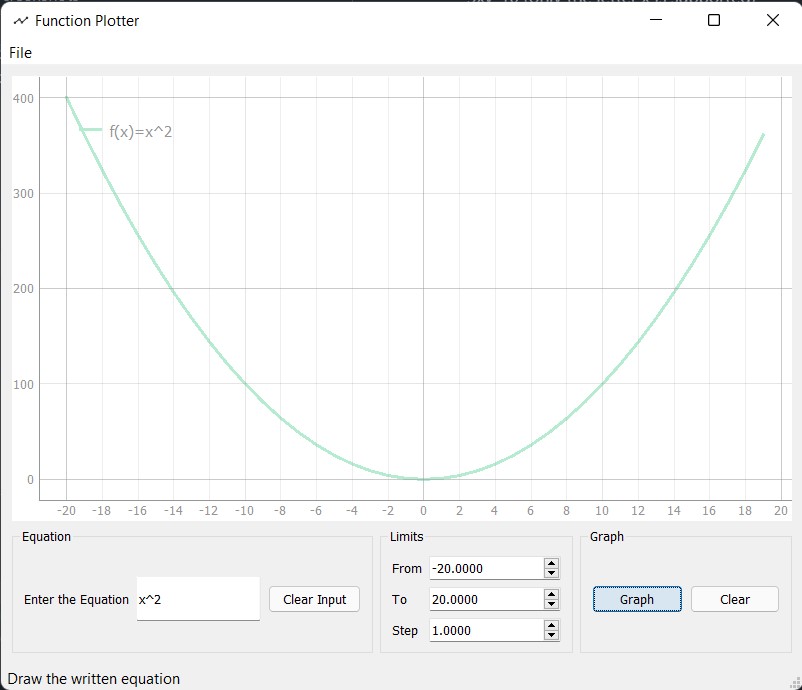 Function Plotter
File
400
f(x)=x^2
300
200
100
0
-20 -18 -16 -14 -12 -10 -8 -6 -4 -2 0 2 4 6 8 10 12 14 16 18 20
Equation
Enter the Equation x^2 Clear Input
Limits
From -20.0000
To 20.0000
Step 1.0000
Graph
Graph Clear
Draw the written equation